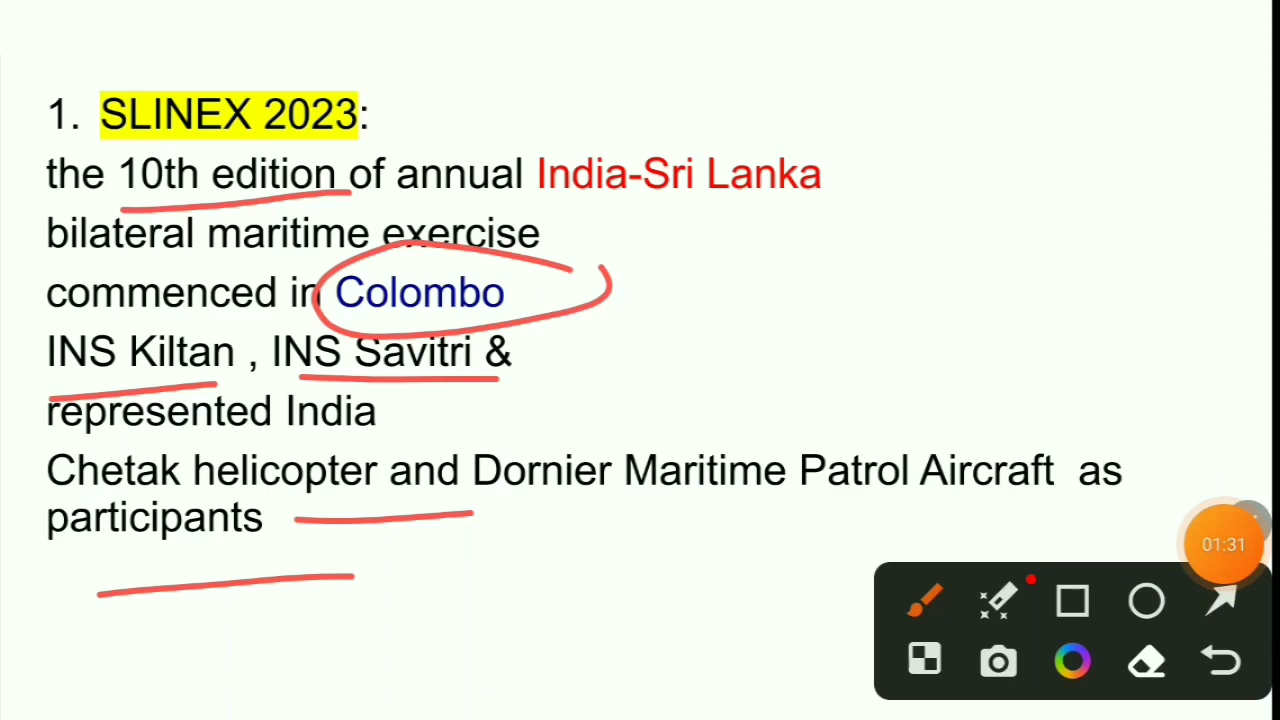 1. SLINEX 2023:
the 10th edition of annual India-Sri Lanka
bilateral maritime exercise
commenced in Colombo
INS Kiltan , INS Savitri &
represented India
Chetak helicopter and Dornier Maritime Patrol Aircraft as
participants
01:31